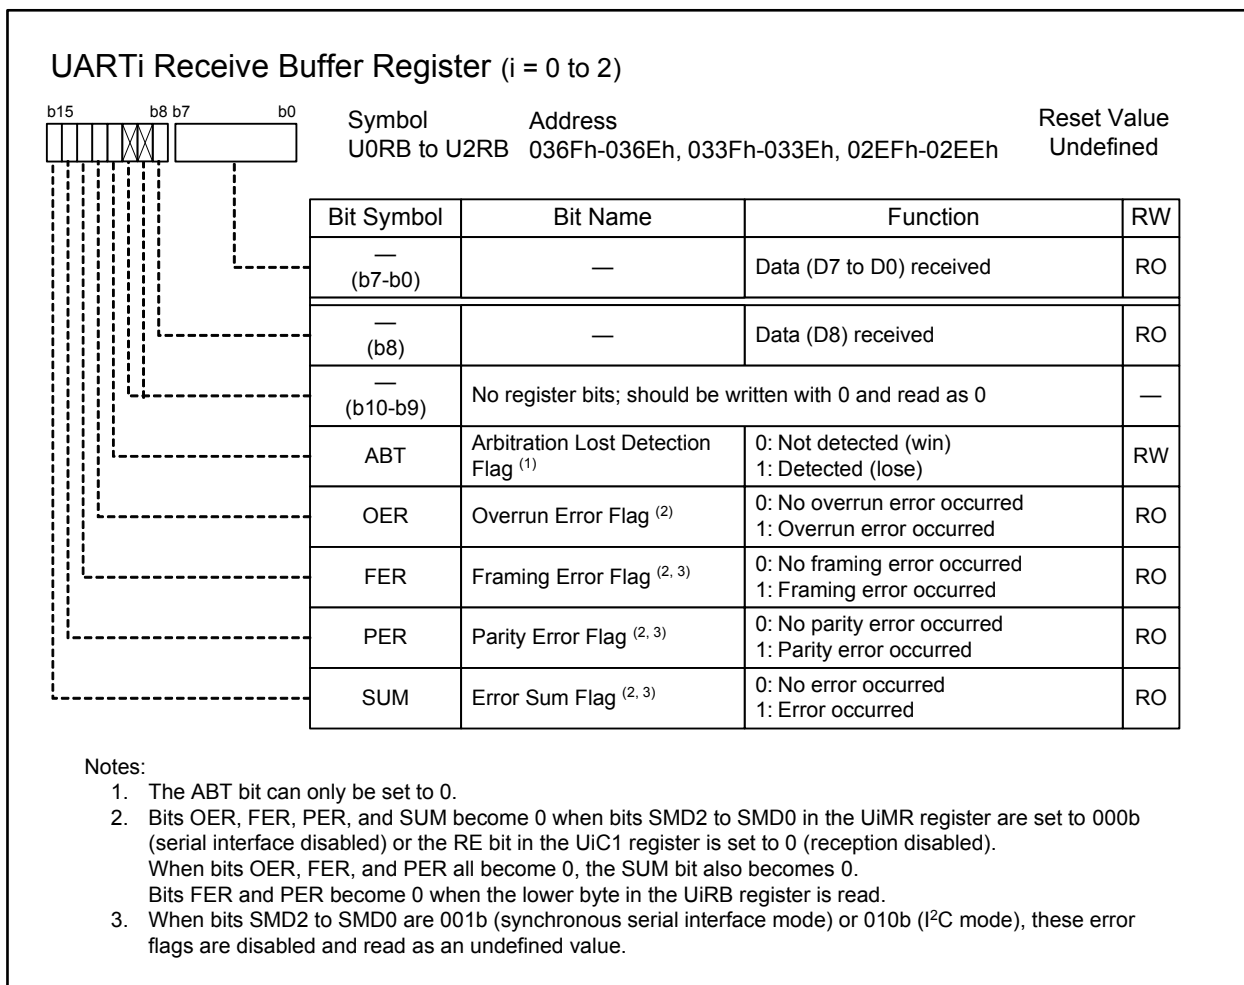 UARTi Receive Buffer Register (i = 0 to 2)
b15 b8 b7 b0
Symbol Address Reset Value
U0RB to U2RB 036Fh-036Eh, 033Fh-033Eh, 02EFh-02EEh Undefined
Bit Symbol Bit Name Function RW
— (b7-b0) — Data (D7 to D0) received RO
— (b8) — Data (D8) received RO
— (b10-b9) No register bits; should be written with 0 and read as 0 —
ABT Arbitration Lost Detection Flag (1) 0: Not detected (win) 1: Detected (lose) RW
OER Overrun Error Flag (2) 0: No overrun error occurred 1: Overrun error occurred RO
FER Framing Error Flag (2, 3) 0: No framing error occurred 1: Framing error occurred RO
PER Parity Error Flag (2, 3) 0: No parity error occurred 1: Parity error occurred RO
SUM Error Sum Flag (2, 3) 0: No error occurred 1: Error occurred RO
Notes:
1. The ABT bit can only be set to 0.
2. Bits OER, FER, PER, and SUM become 0 when bits SMD2 to SMD0 in the UiMR register are set to 000b
(serial interface disabled) or the RE bit in the UiC1 register is set to 0 (reception disabled).
When bits OER, FER, and PER all become 0, the SUM bit also becomes 0.
Bits FER and PER become 0 when the lower byte in the UiRB register is read.
3. When bits SMD2 to SMD0 are 001b (synchronous serial interface mode) or 010b (I²C mode), these error
flags are disabled and read as an undefined value.